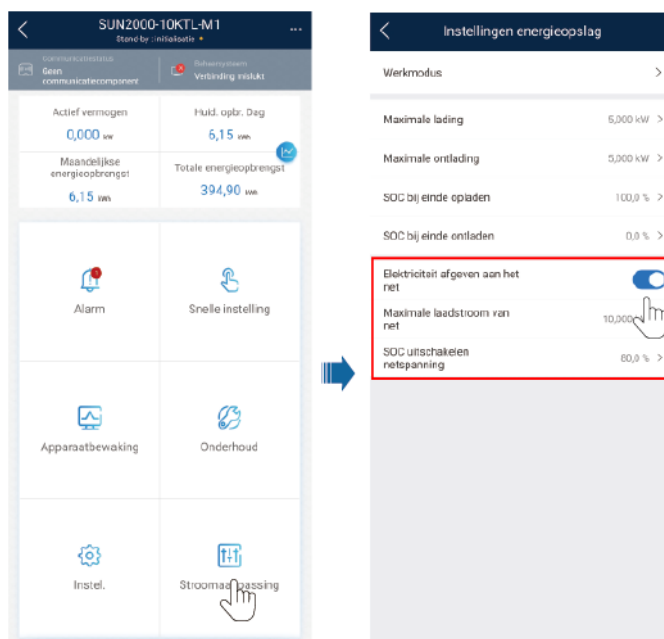 SUN2000-10KTL-M1
Stand-by :initialisatie
Communicatiestatus
Geen
communicatiecomponent
Beheersysteem
Verbinding mislukt
Actief vermogen
0,000 kW
Huid. opbr. Dag
6,15 kWh
Maandelijkse
energieopbrengst
6,15 kWh
Totale energieopbrengst
394,90 kWh
Alarm
Snelle instelling
Apparaatbewaking
Onderhoud
Instel.
Stroomaanpassing
Instellingen energieopslag
Werkmodus
Maximale lading 5,000 kW
Maximale ontlading 5,000 kW
SOC bij einde opladen 100,0 %
SOC bij einde ontladen 0,0 %
Elektriciteit afgeven aan het
net
Maximale laadstroom van
net
10,000
SOC uitschakelen
netspanning
80,0 %